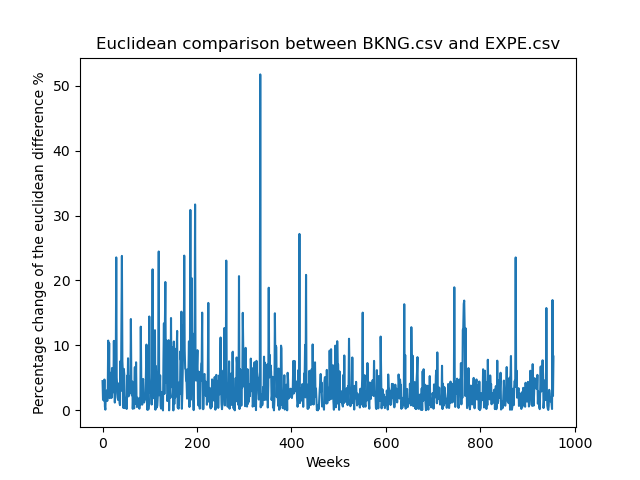 Euclidean comparison between BKNG.csv and EXPE.csv
Percentage change of the euclidean difference %
50
40
30
20
10
0
0 200 400 600 800 1000
Weeks